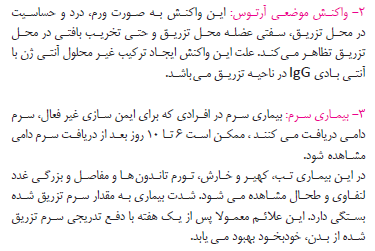 ۲- واکنش موضعی آرتوس: این واکنش به صورت ورم، درد و حساسیت
در محل تزریق، سفتی عضله محل تزریق و حتی تخریب بافتی در محل
تزریق تظاهر می‌کند. علت این واکنش ایجاد ترکیب غیر محلول آنتی ژن با
آنتی بادی IgG در ناحیه تزریق می‌باشد.
۳- بیماری سرم: بیماری سرم در افرادی که برای ایمن سازی غیر فعال، سرم
دامی دریافت می کنند ، ممکن است ۶ تا ۱۰ روز بعد از دریافت سرم دامی
مشاهده شود.
در این بیماری تب، کهیر و خارش، تورم تاندون‌ها و مفاصل و بزرگی غدد
لنفاوی و طحال مشاهده می شود. شدت بیماری به مقدار سرم تزریق شده
بستگی دارد. این علائم معمولا پس از یک هفته با دفع تدریجی سرم تزریق
شده از بدن، خودبخود بهبود می یابد.